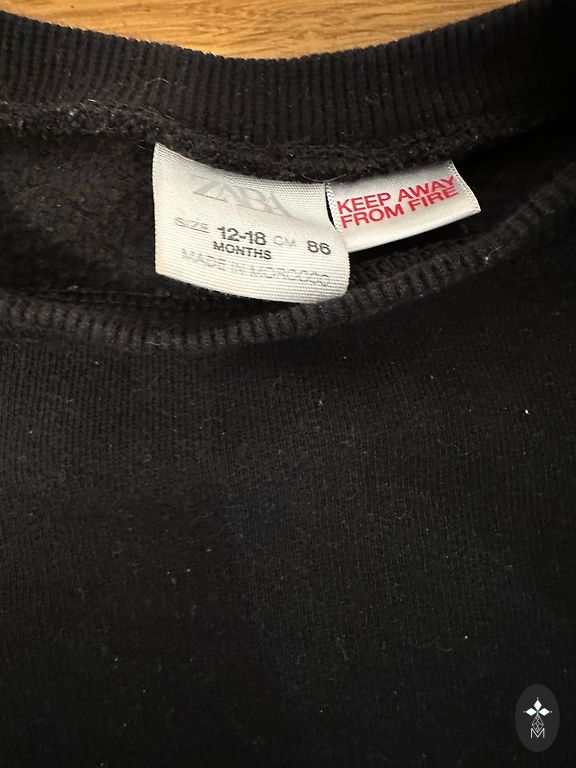 ZARA
SIZE 12-18 CM 86
MONTHS
MADE IN MOROCCO
KEEP AWAY
FROM FIRE
M